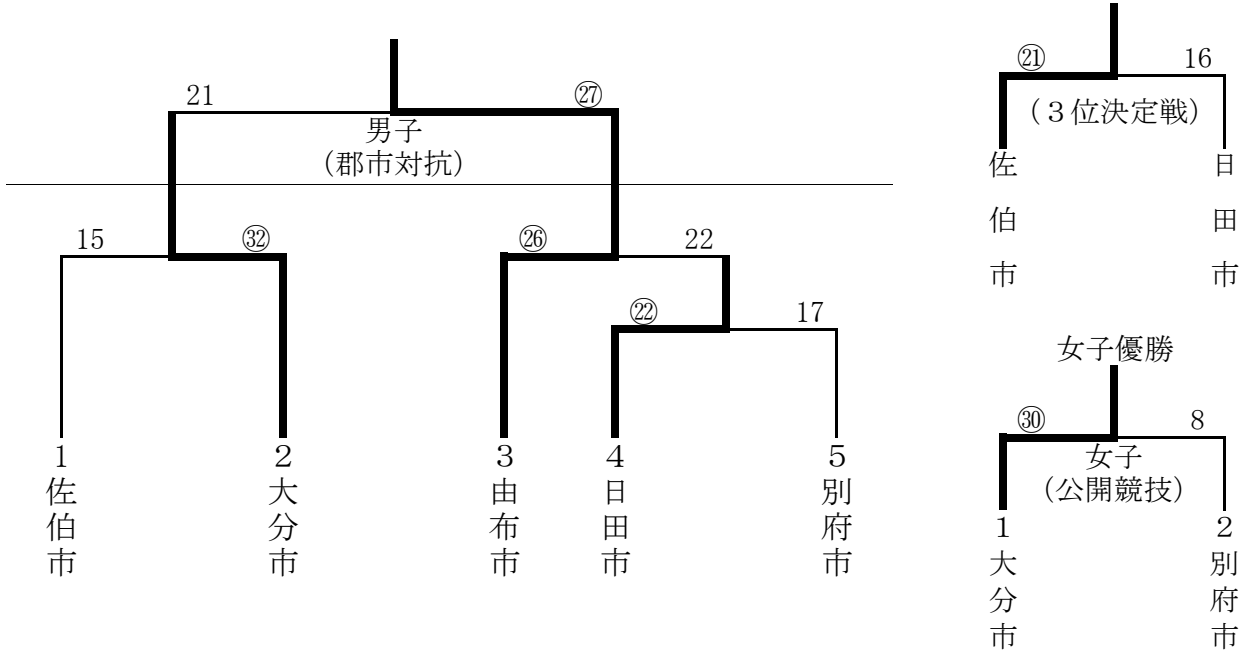 21
㉗
男子
（郡市対抗）
15
㉜
㉖
22
㉒
17
1
佐伯市
2
大分市
3
由布市
4
日田市
5
別府市
㉑
16
（３位決定戦）
佐伯市
日田市
女子優勝
㉚
8
女子
（公開競技）
1
大分市
2
別府市